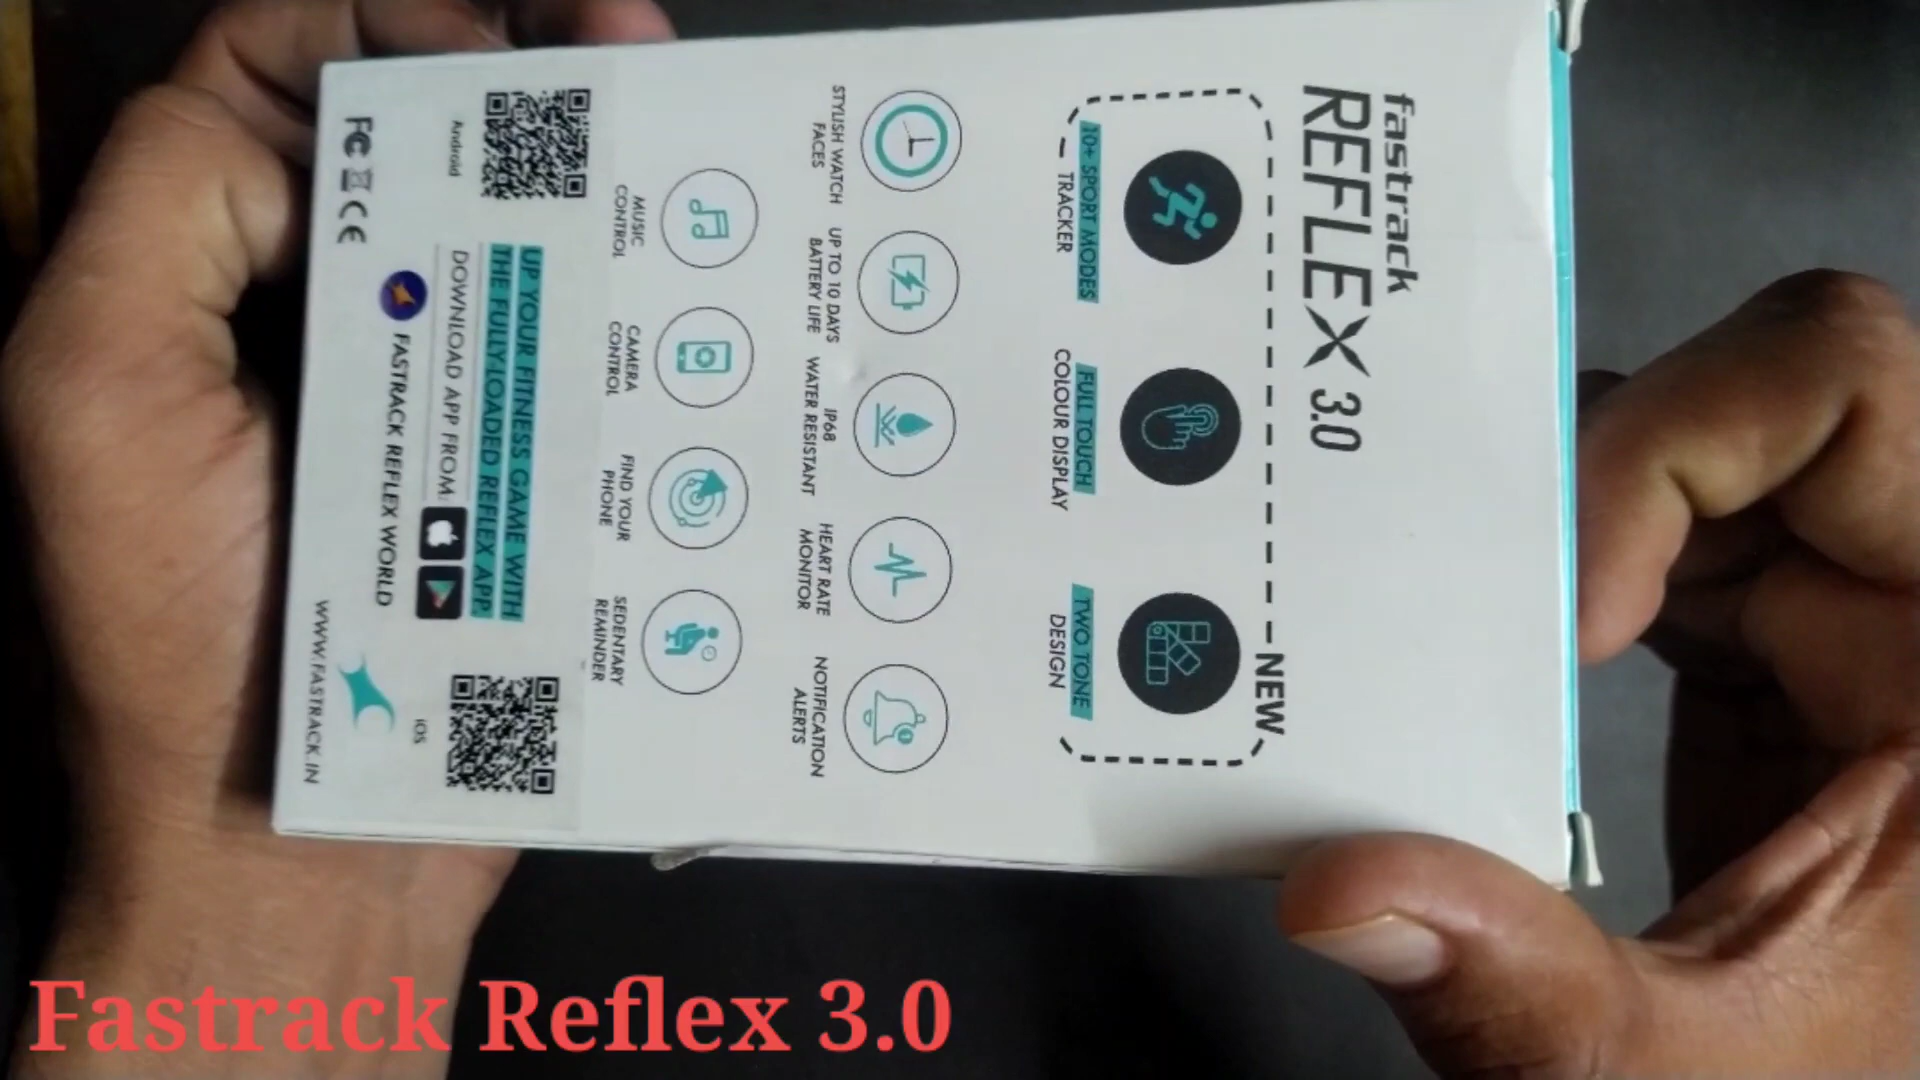 fastrack
REFLEX 3.0
NEW
10+ SPORT MODES
TRACKER
FULL TOUCH
COLOUR DISPLAY
TWO TONE
DESIGN
STYLISH WATCH
FACES
UP TO 10 DAYS
BATTERY LIFE
IP68
WATER RESISTANT
HEART RATE
MONITOR
NOTIFICATION
ALERTS
MUSIC
CONTROL
CAMERA
CONTROL
FIND YOUR
PHONE
SEDENTARY
REMINDER
Android
UP YOUR FITNESS GAME WITH
THE FULLY-LOADED REFLEX APP.
DOWNLOAD APP FROM:
FASTRACK REFLEX WORLD
iOS
FC CE
WWW.FASTRACK.IN
Fastrack Reflex 3.0